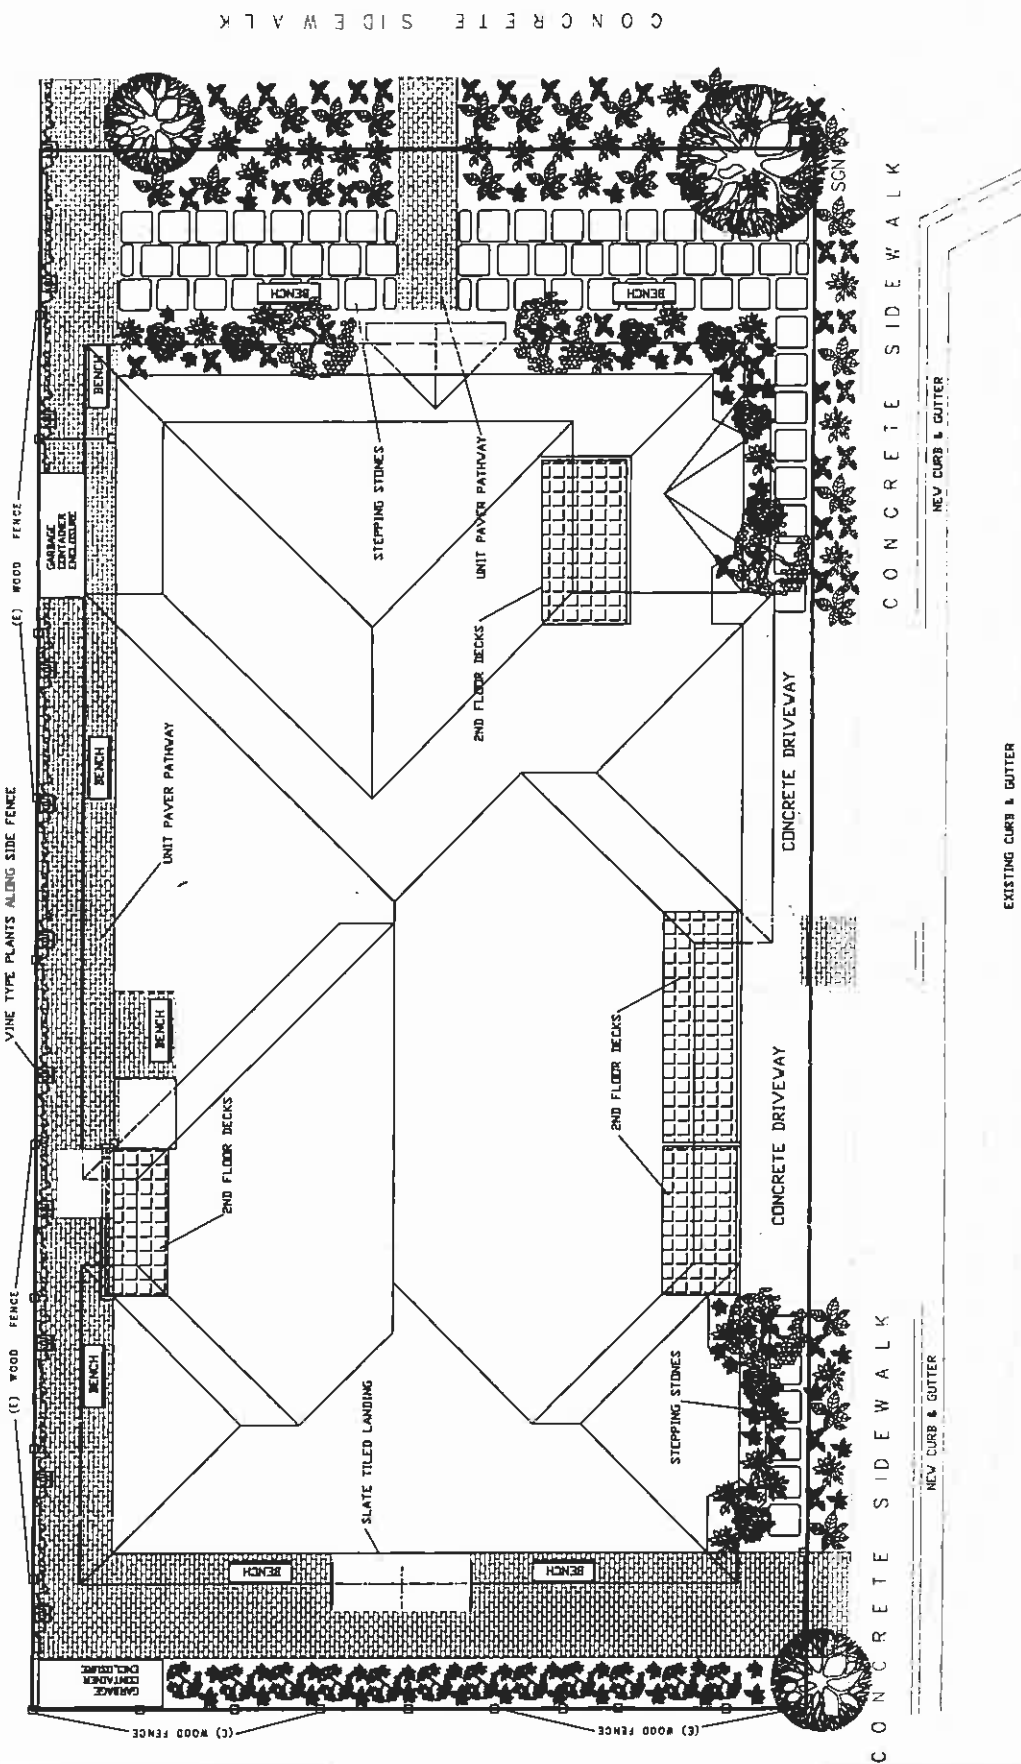 CONCRETE SIDEWALK
SGN
BENCH
BENCH
BENCH
CONCRETE SIDEWALK
NEW CURB & GUTTER
(E) WOOD FENCE
GARBAGE
CONTAINER
ENCLOSURE
STEPPING STONES
UNIT PAVER PATHWAY
2ND FLOOR DECKS
BENCH
UNIT PAVER PATHWAY
CONCRETE DRIVEWAY
EXISTING CURB & GUTTER
VINE TYPE PLANTS ALONG SIDE FENCE
BENCH
2ND FLOOR DECKS
2ND FLOOR DECKS
CONCRETE DRIVEWAY
(E) WOOD FENCE
BENCH
SLATE TILED LANDING
STEPPING STONES
CONCRETE SIDEWALK
NEW CURB & GUTTER
BENCH
BENCH
GARBAGE
CONTAINER
ENCLOSURE
(E) WOOD FENCE
(E) WOOD FENCE